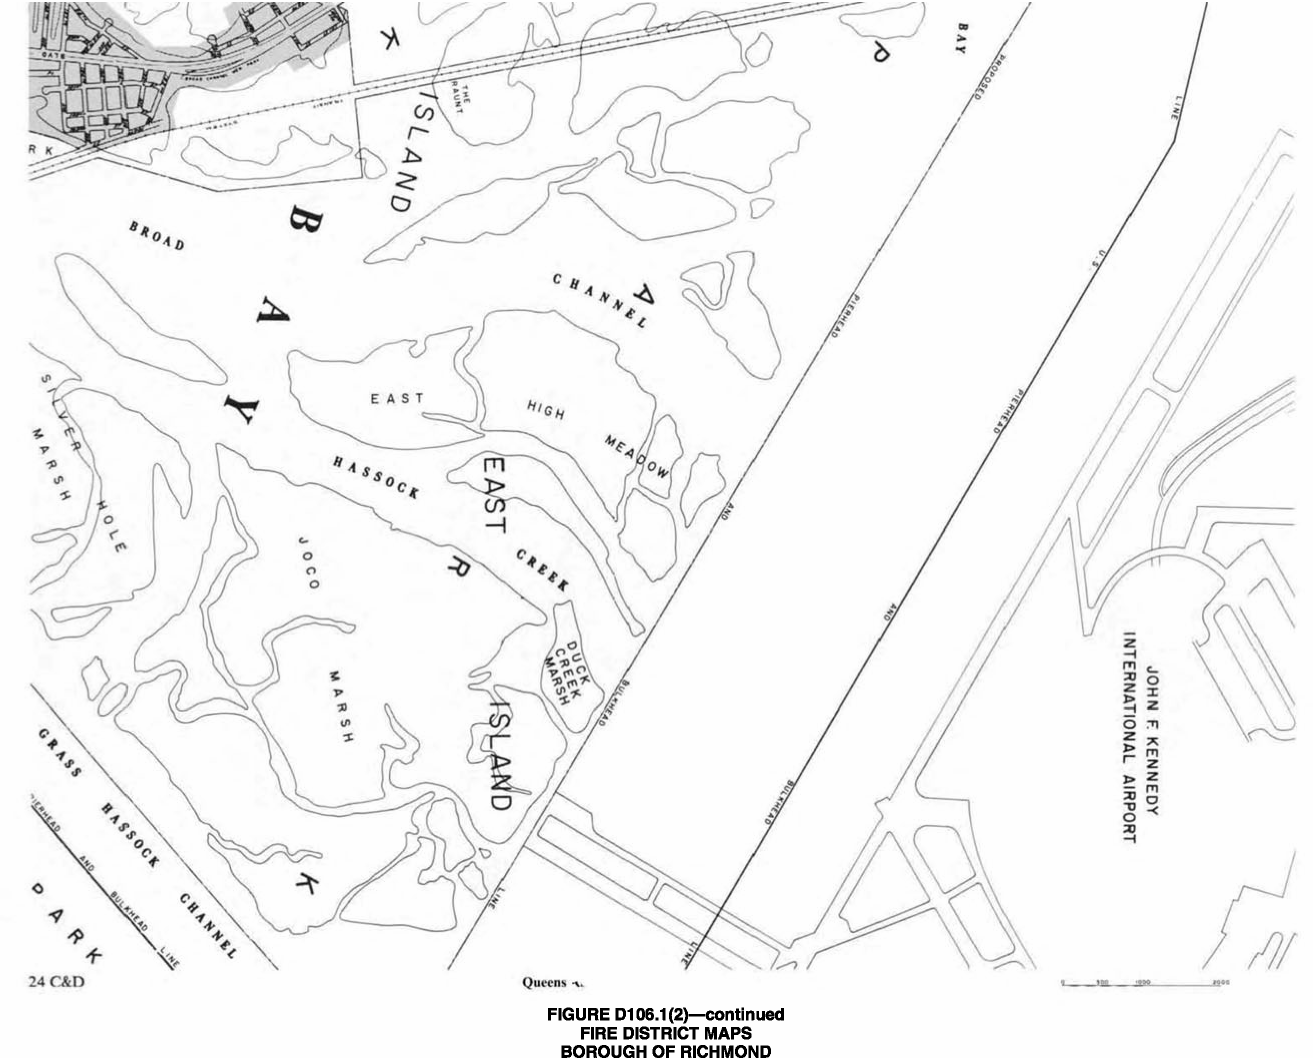 GATE
R K
K
THE
RAUNT
P
BAY
PROPOSED
LINE
ISLAND
BROAD
B
A
Y
CHANNEL
A
U.S.
PIERHEAD
PIERHEAD
SILVER
HOLE
MARSH
EAST
HIGH
MEADOW
HASSOCK
CREEK
EAST
ISLAND
AND
AND
JOCO
MARSH
R
DUCK
CREEK
MARSH
BULKHEAD
BULKHEAD
JOHN F. KENNEDY
INTERNATIONAL AIRPORT
GRASS HASSOCK CHANNEL
PIERHEAD AND BULKHEAD LINE
PARK
K
LINE
LINE
24 C&D
Queens
0 500 1000 2000
FIGURE D106.1(2)—continued
FIRE DISTRICT MAPS
BOROUGH OF RICHMOND